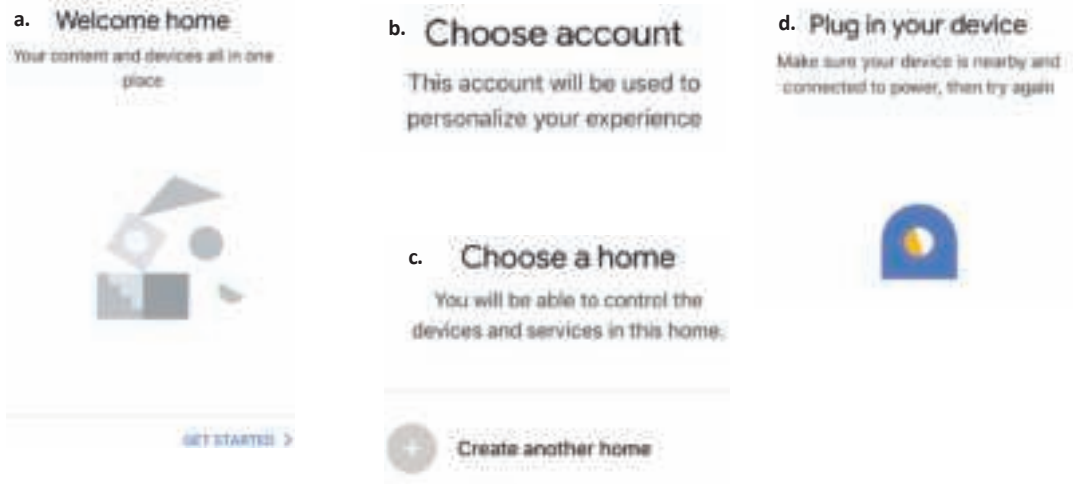 a. Welcome home
Your content and devices all in one
place
GET STARTED >
b. Choose account
This account will be used to
personalize your experience
c. Choose a home
You will be able to control the
devices and services in this home.
Create another home
d. Plug in your device
Make sure your device is nearby and
connected to power, then try again